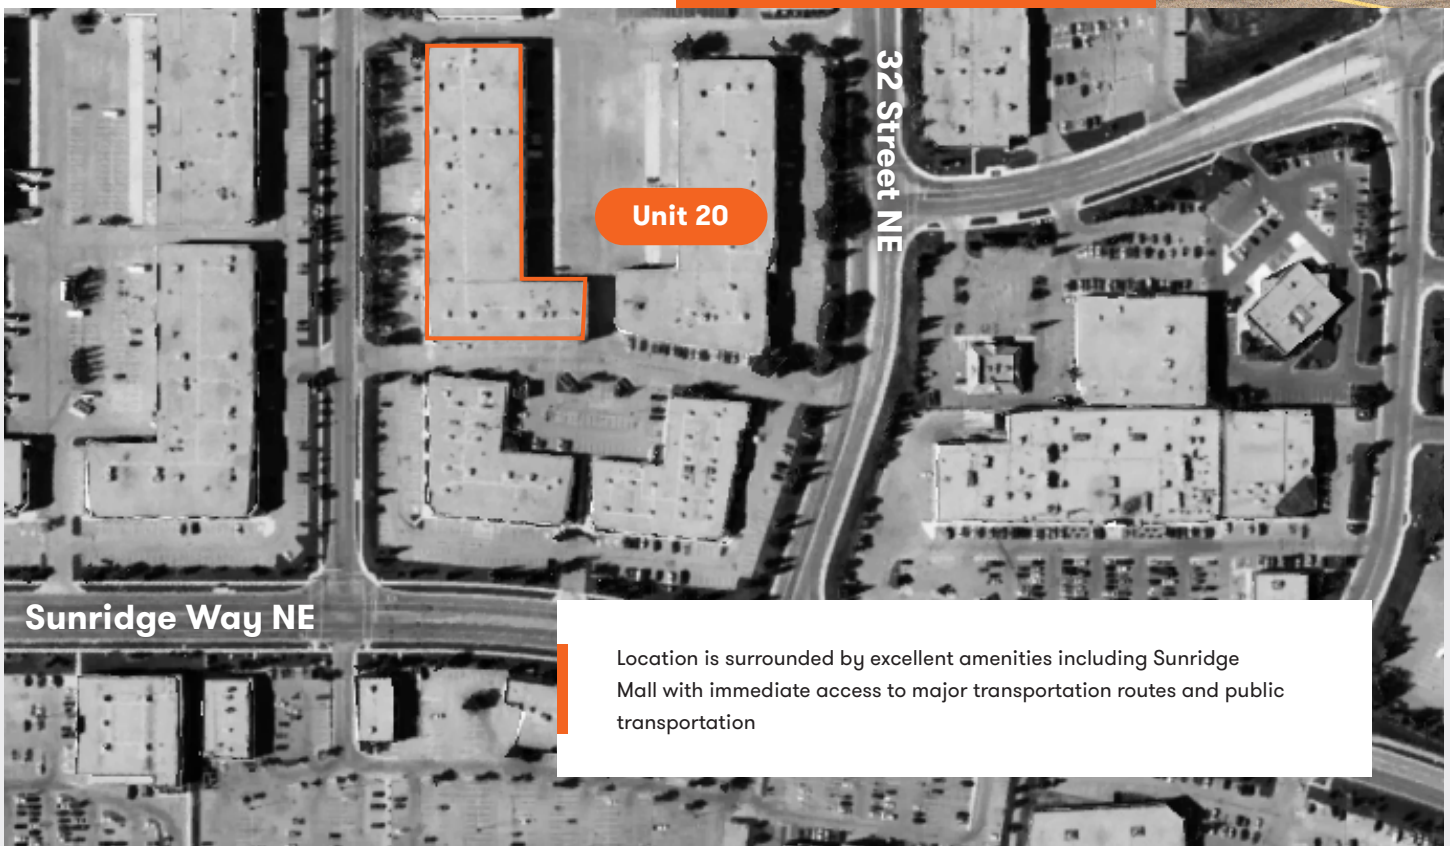 32 Street NE
Unit 20
Sunridge Way NE
Location is surrounded by excellent amenities including Sunridge
Mall with immediate access to major transportation routes and public
transportation